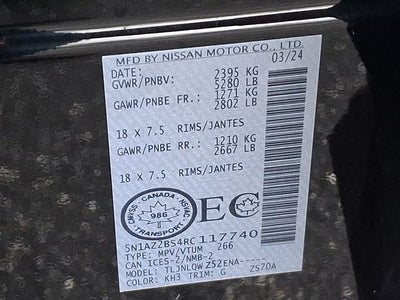 MFD BY NISSAN MOTOR CO., LTD.
DATE: 03/24
GVWR/PNBV: 2395 KG
5280 LB
GAWR/PNBE FR.: 1271 KG
2802 LB
18 X 7.5 RIMS/JANTES
GAWR/PNBE RR.: 1210 KG
2667 LB
18 X 7.5 RIMS/JANTES
CANADA
CMVSS NSVAC
986
TRANSPORT
EC
5N1AZ2BS4RC117740
TYPE: MPV/VTUM 266
CAN ICES-2/NMB-2
MODEL: TLJNLQWZ52ENA-----
COLOR: KH3 TRIM: G ZS70A